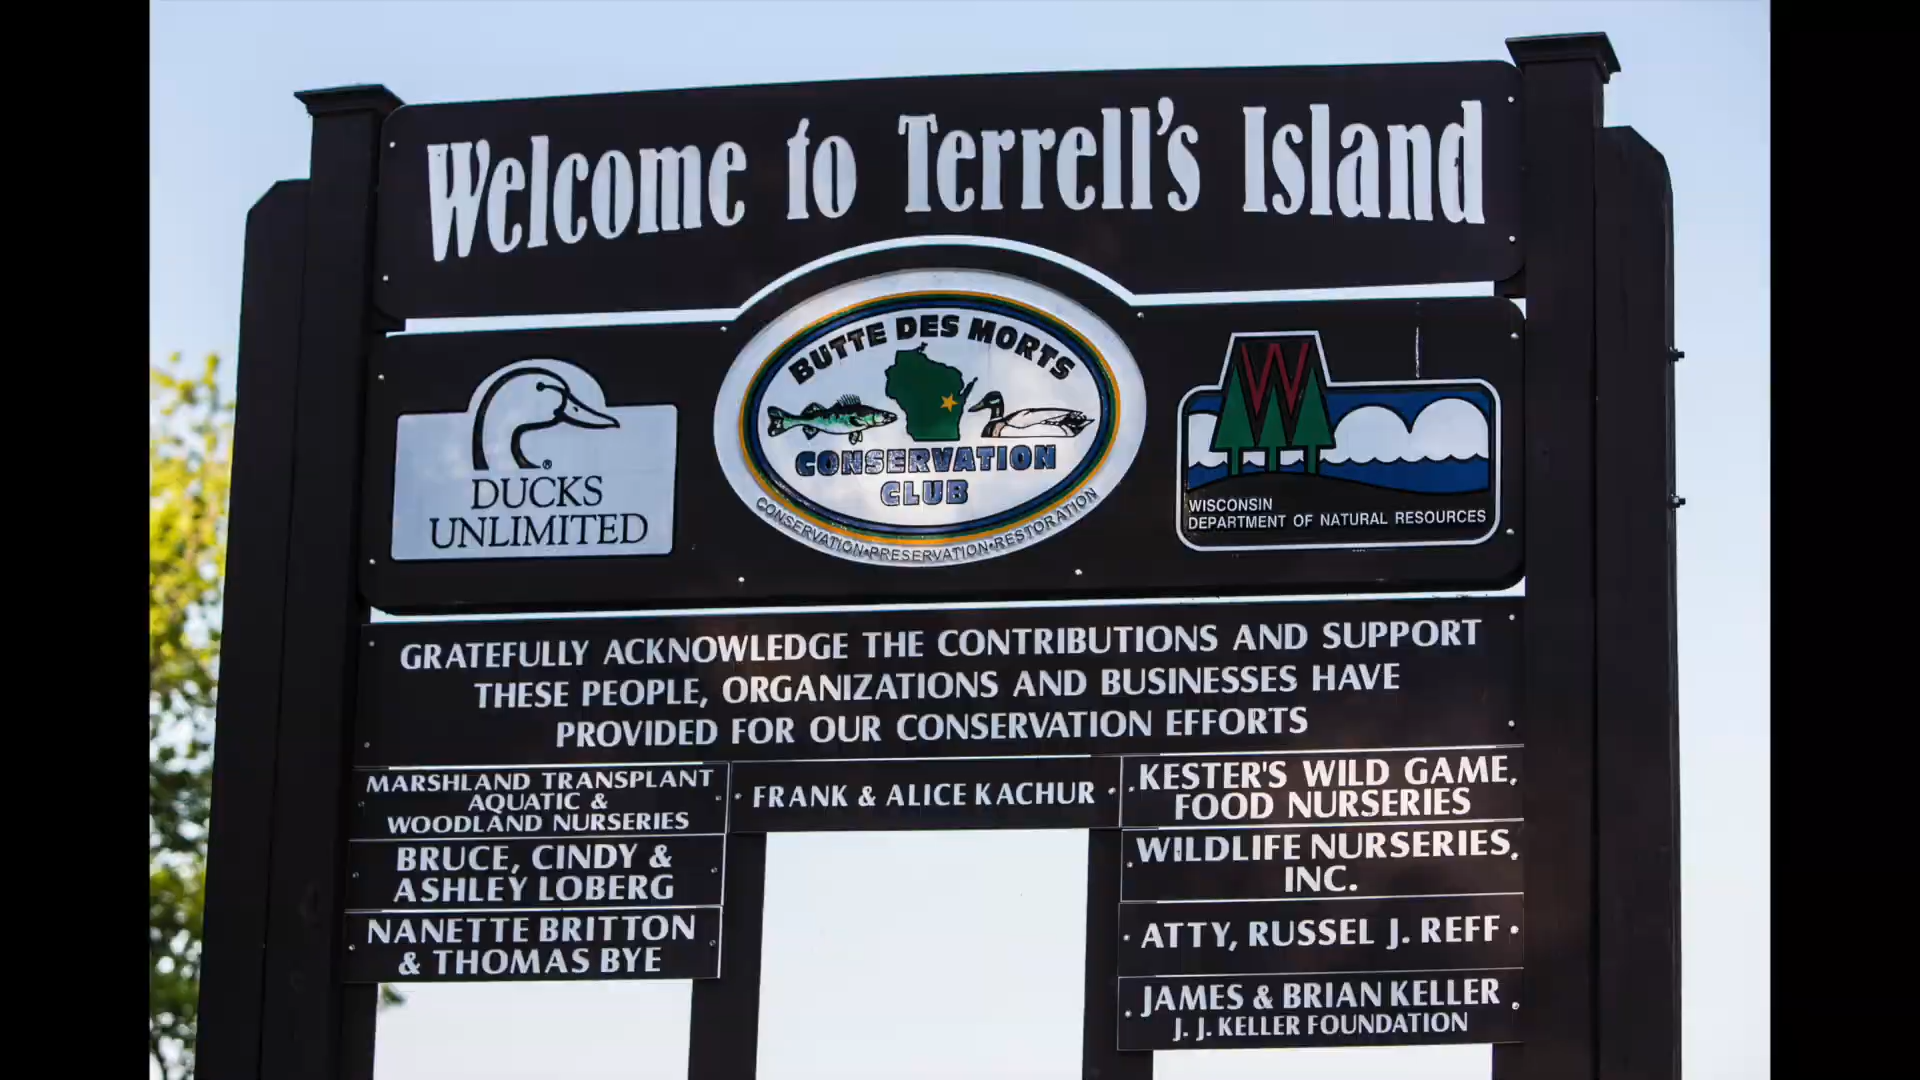 Welcome to Terrell's Island
DUCKS
UNLIMITED
®
BUTTE DES MORTS
CONSERVATION
CLUB
CONSERVATION•PRESERVATION•RESTORATION
W
WISCONSIN
DEPARTMENT OF NATURAL RESOURCES
GRATEFULLY ACKNOWLEDGE THE CONTRIBUTIONS AND SUPPORT
THESE PEOPLE, ORGANIZATIONS AND BUSINESSES HAVE
PROVIDED FOR OUR CONSERVATION EFFORTS
MARSHLAND TRANSPLANT
AQUATIC &
WOODLAND NURSERIES
BRUCE, CINDY &
ASHLEY LOBERG
NANETTE BRITTON
& THOMAS BYE
FRANK & ALICE KACHUR
KESTER'S WILD GAME
FOOD NURSERIES
WILDLIFE NURSERIES
INC.
ATTY, RUSSEL J. REFF
JAMES & BRIAN KELLER
J. J. KELLER FOUNDATION